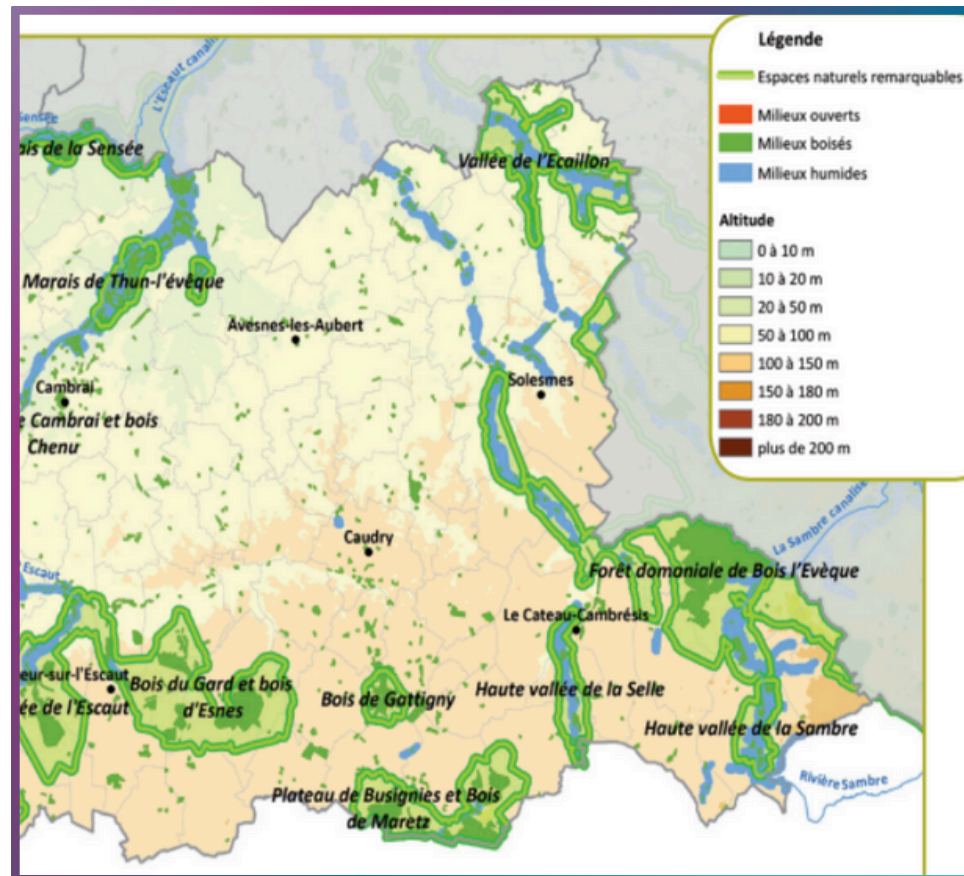 L'Escaut canalisé
Sensée
ais de la Sensée
Vallée de l'Ecaillon
Marais de Thun-l'évêque
Avesnes-les-Aubert
Cambrai
e Cambrai et bois
Chenu
Solesmes
Caudry
Escaut
Forêt domaniale de Bois l'Evèque
La Sambre canalisé
Le Cateau-Cambrésis
eur-sur-l'Éscaut
ée de l'Escaut
Bois du Gard et bois
d'Esnes
Bois de Gattigny
Haute vallée de la Selle
Haute vallée de la Sambre
Rivière Sambre
Plateau de Busignies et Bois
de Maretz
Légende
Espaces naturels remarquables
Milieux ouverts
Milieux boisés
Milieux humides
Altitude
0 à 10 m
10 à 20 m
20 à 50 m
50 à 100 m
100 à 150 m
150 à 180 m
180 à 200 m
plus de 200 m